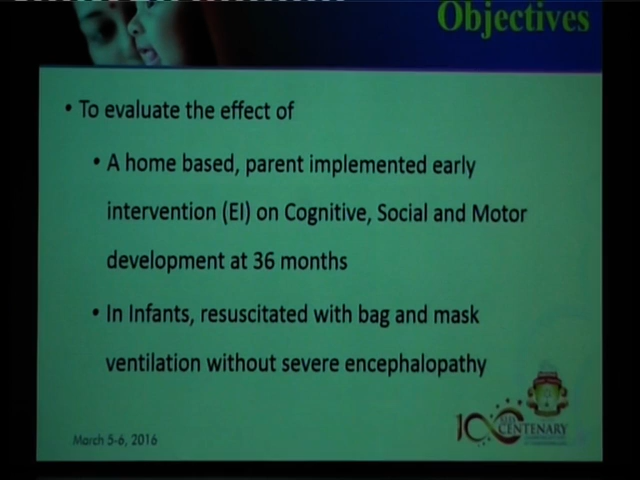 Objectives
• To evaluate the effect of
• A home based, parent implemented early
intervention (EI) on Cognitive, Social and Motor
development at 36 months
• In Infants, resuscitated with bag and mask
ventilation without severe encephalopathy
March 5-6, 2016
100
CENTENARY